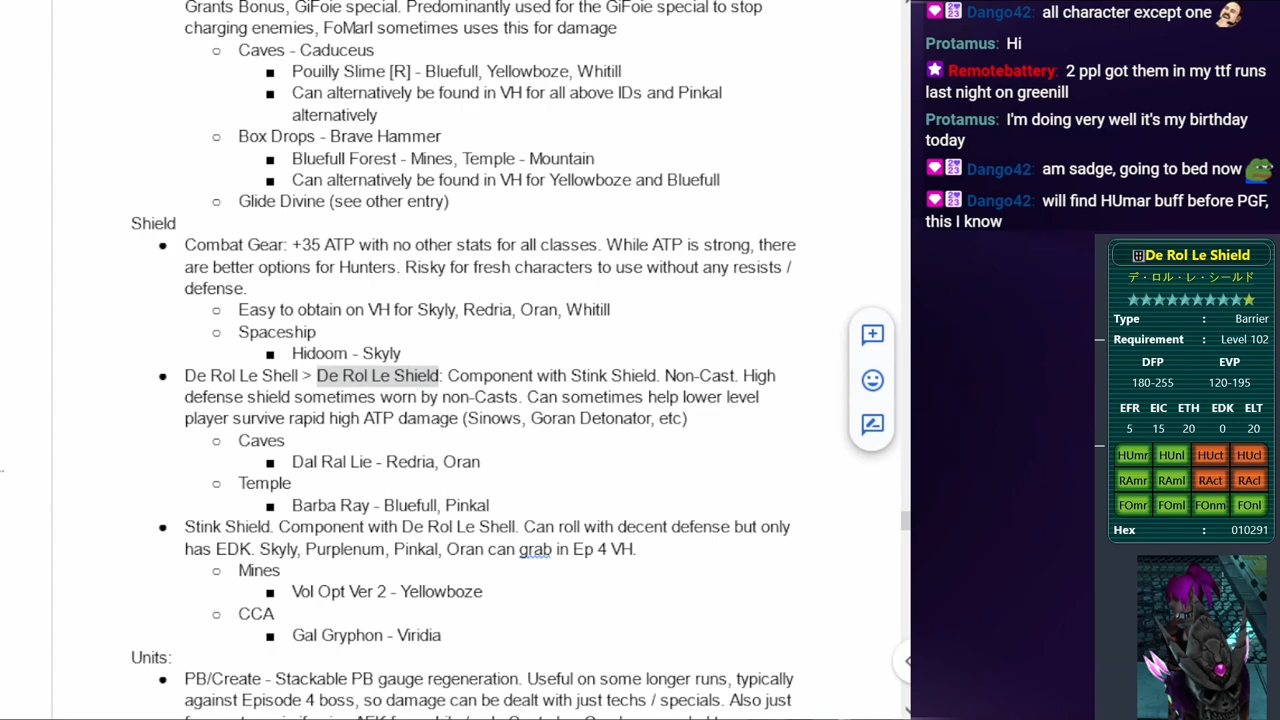 Grants Bonus, GiFoie special. Predominantly used for the GiFoie special to stop
charging enemies, FoMarl sometimes uses this for damage
○ Caves - Caduceus
■ Pouilly Slime [R] - Bluefull, Yellowboze, Whitill
■ Can alternatively be found in VH for all above IDs and Pinkal
alternatively
○ Box Drops - Brave Hammer
■ Bluefull Forest - Mines, Temple - Mountain
■ Can alternatively be found in VH for Yellowboze and Bluefull
○ Glide Divine (see other entry)
Shield
● Combat Gear: +35 ATP with no other stats for all classes. While ATP is strong, there
are better options for Hunters. Risky for fresh characters to use without any resists /
defense.
○ Easy to obtain on VH for Skyly, Redria, Oran, Whitill
○ Spaceship
■ Hidoom - Skyly
● De Rol Le Shell > De Rol Le Shield: Component with Stink Shield. Non-Cast. High
defense shield sometimes worn by non-Casts. Can sometimes help lower level
player survive rapid high ATP damage (Sinows, Goran Detonator, etc)
○ Caves
■ Dal Ral Lie - Redria, Oran
○ Temple
■ Barba Ray - Bluefull, Pinkal
● Stink Shield. Component with De Rol Le Shell. Can roll with decent defense but only
has EDK. Skyly, Purplenum, Pinkal, Oran can grab in Ep 4 VH.
○ Mines
■ Vol Opt Ver 2 - Yellowboze
○ CCA
■ Gal Gryphon - Viridia
Units:
● PB/Create - Stackable PB gauge regeneration. Useful on some longer runs, typically
against Episode 4 boss, so damage can be dealt with just techs / specials. Also just
Dango42: all character except one
Protamus: Hi
Remotebattery: 2 ppl got them in my ttf runs
last night on greenill
Protamus: I'm doing very well it's my birthday
today
Dango42: am sadge, going to bed now
Dango42: will find HUmar buff before PGF,
this I know
De Rol Le Shield
デ・ロル・レ・シールド
★★★★★★★★★★
Type : Barrier
Requirement : Level 102
DFP EVP
180-255 120-195
EFR EIC ETH EDK ELT
5 15 20 0 20
HUmr HUnl HUct HUcl
RAmr RAml RAct RAcl
FOmr FOml FOnm FOnl
Hex : 010291